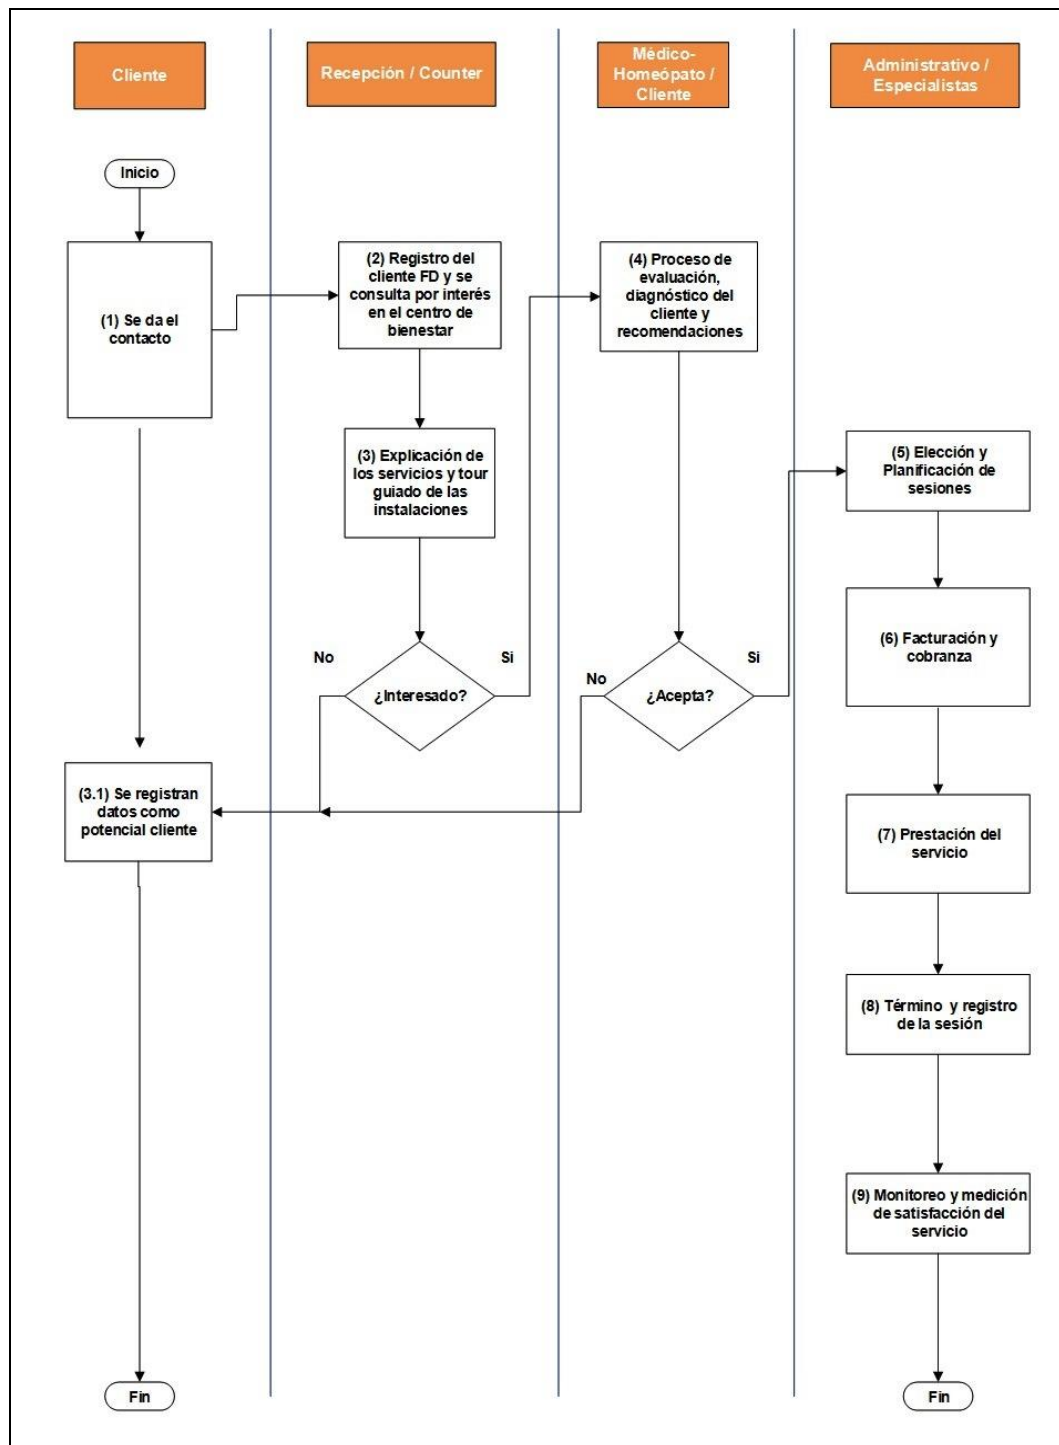 Cliente
Recepción / Counter
Médico-
Homeópato /
Cliente
Administrativo /
Especialistas
Inicio
(1) Se da el
contacto
(2) Registro del
cliente FD y se
consulta por interés
en el centro de
bienestar
(4) Proceso de
evaluación,
diagnóstico del
cliente y
recomendaciones
(3) Explicación de
los servicios y tour
guiado de las
instalaciones
(5) Elección y
Planificación de
sesiones
(6) Facturación y
cobranza
No
¿Interesado?
Si
No
¿Acepta?
Si
(3.1) Se registran
datos como
potencial cliente
(7) Prestación del
servicio
(8) Término y registro
de la sesión
(9) Monitoreo y medición
de satisfacción del
servicio
Fin
Fin